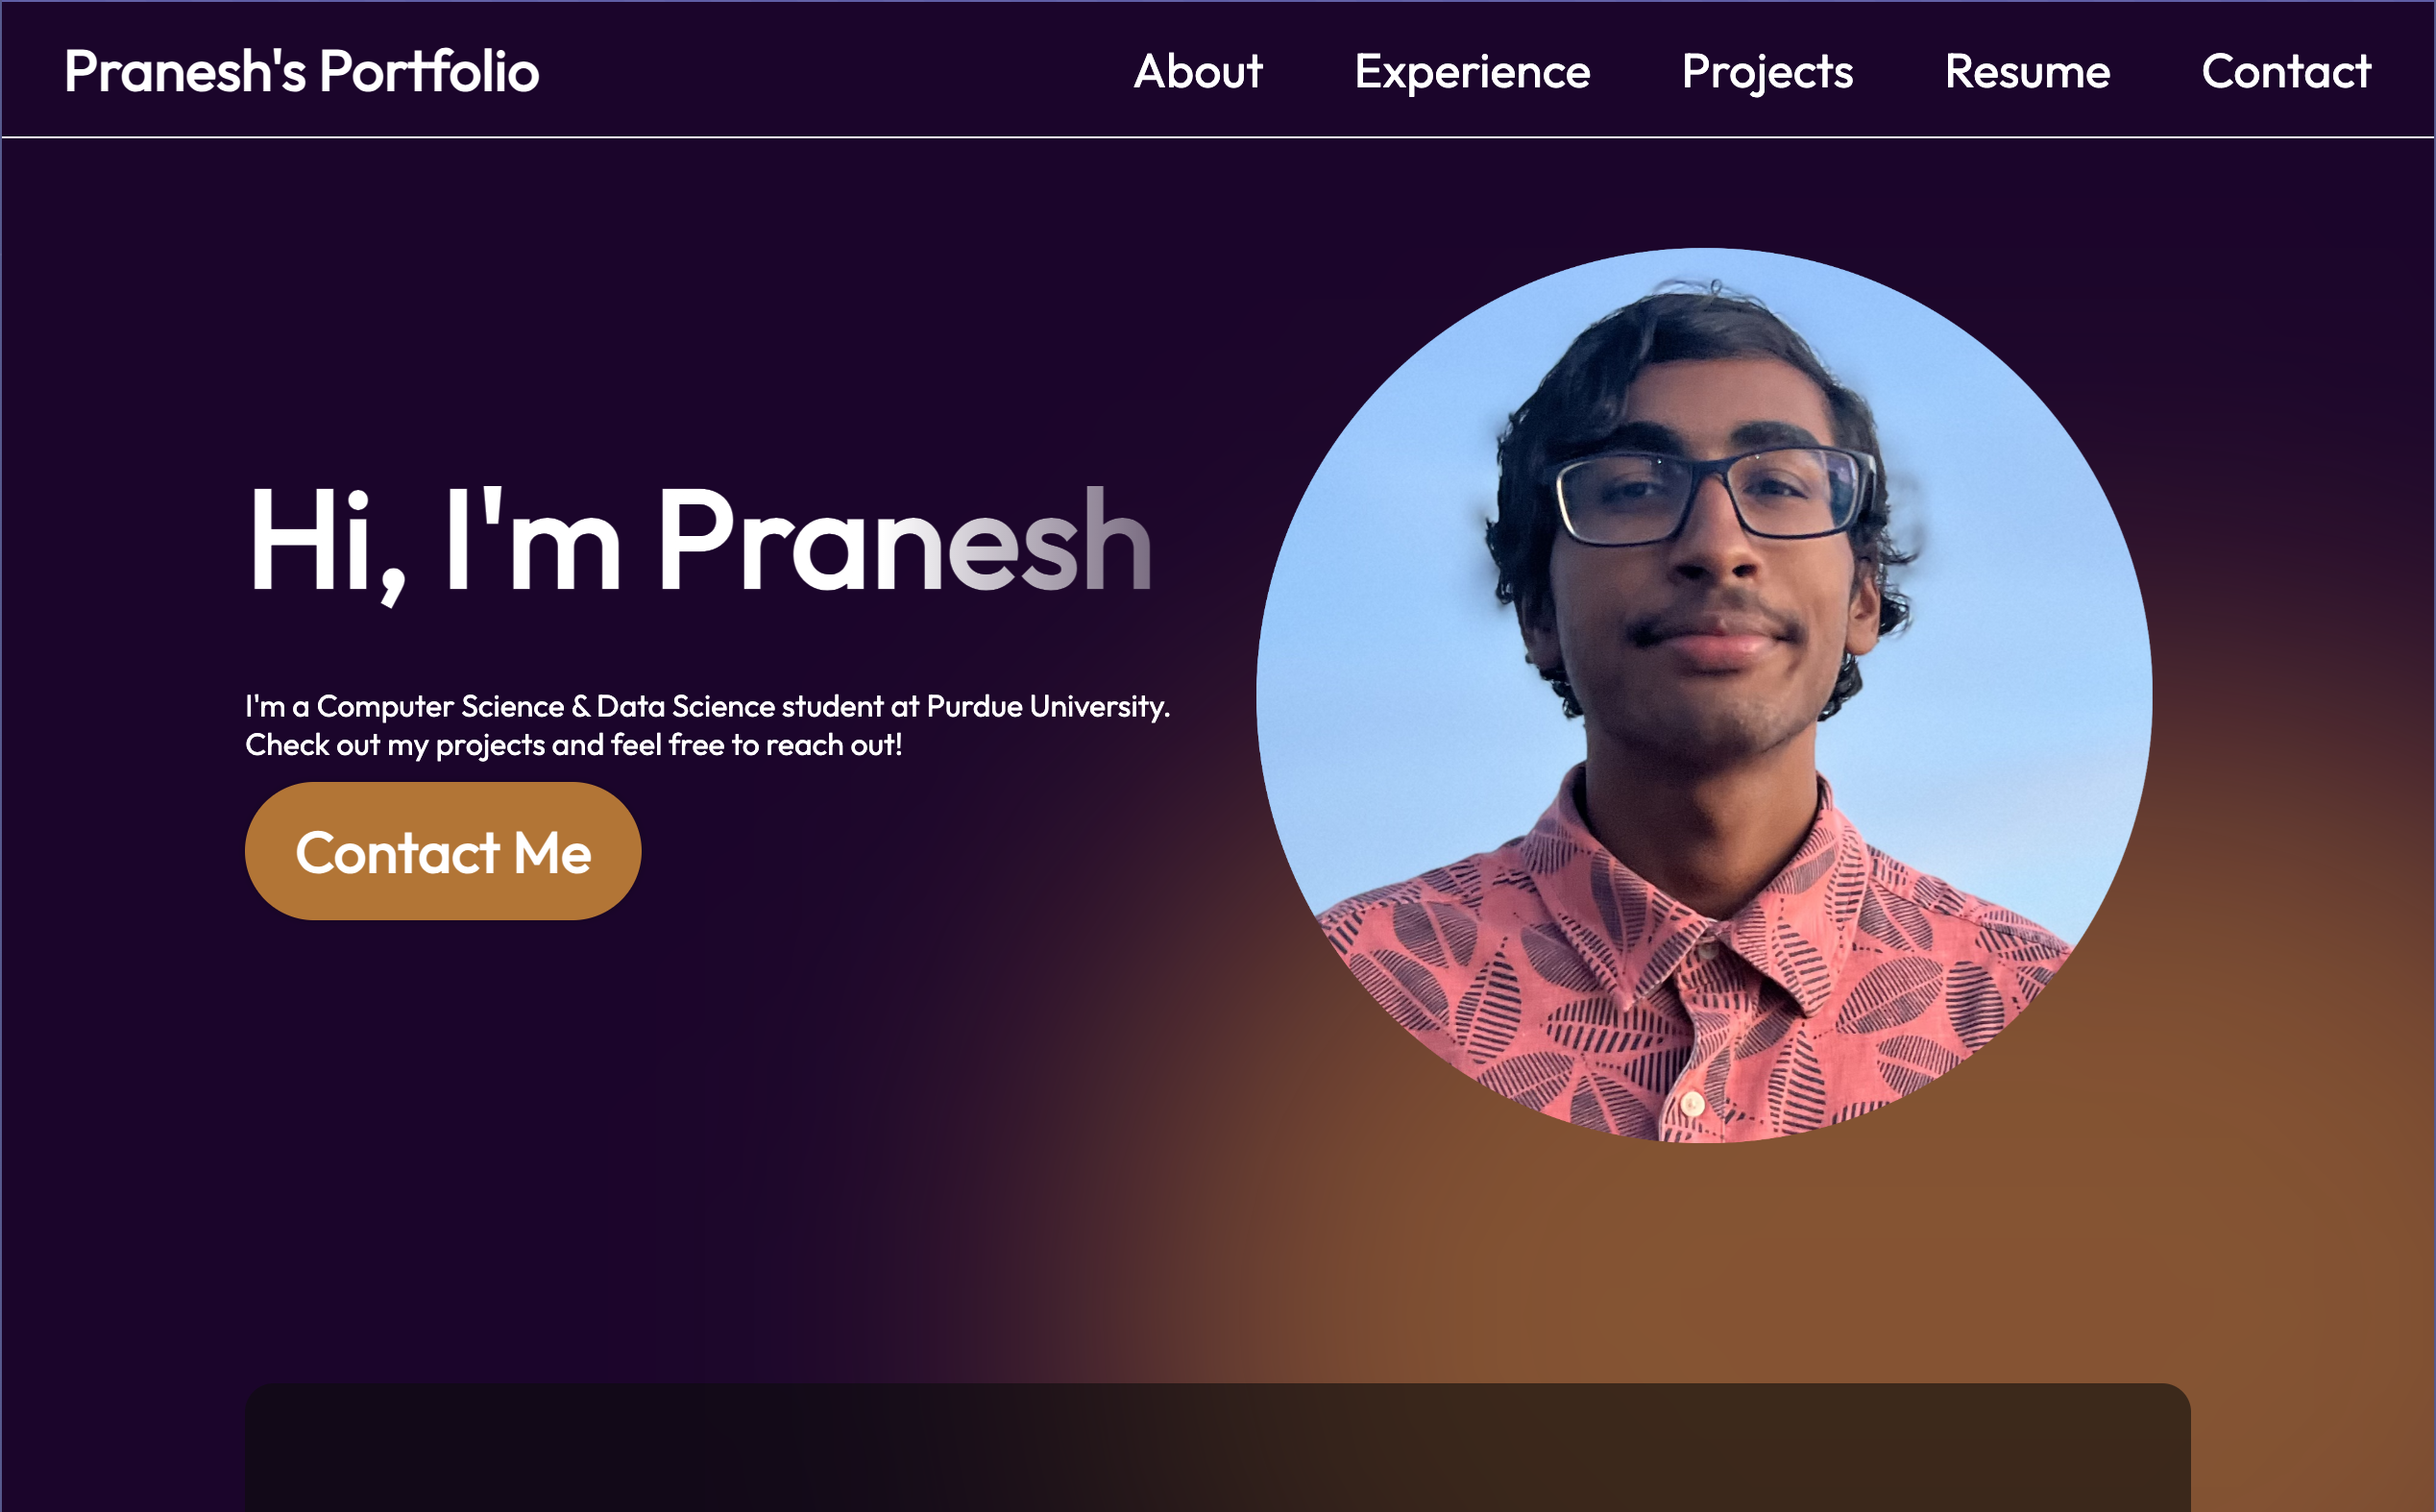 Pranesh's Portfolio
About Experience Projects Resume Contact
Hi, I'm Pranesh
I'm a Computer Science & Data Science student at Purdue University.
Check out my projects and feel free to reach out!
Contact Me